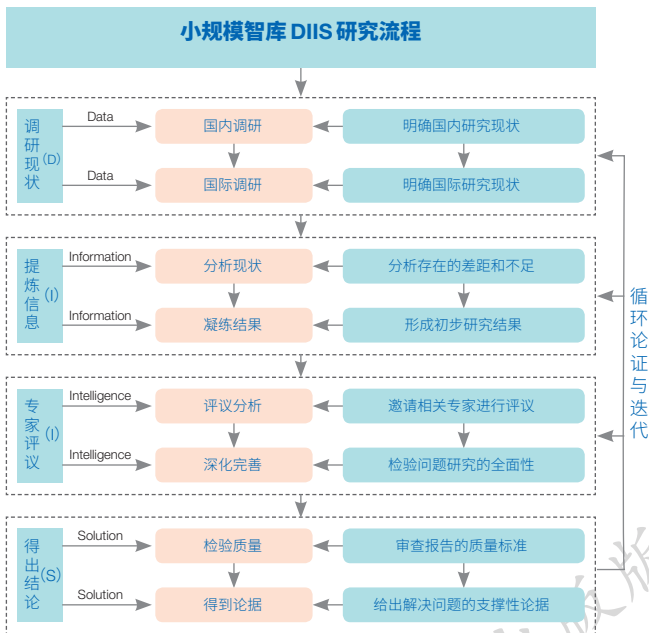 小规模智库 DIIS 研究流程
调研现状 (D)
Data
国内调研
明确国内研究现状
Data
国际调研
明确国际研究现状
提炼信息 (I)
Information
分析现状
分析存在的差距和不足
Information
凝练结果
形成初步研究结果
专家评议 (I)
Intelligence
评议分析
邀请相关专家进行评议
Intelligence
深化完善
检验问题研究的全面性
得出结论 (S)
Solution
检验质量
审查报告的质量标准
Solution
得到论据
给出解决问题的支撑性论据
循环论证与迭代
版